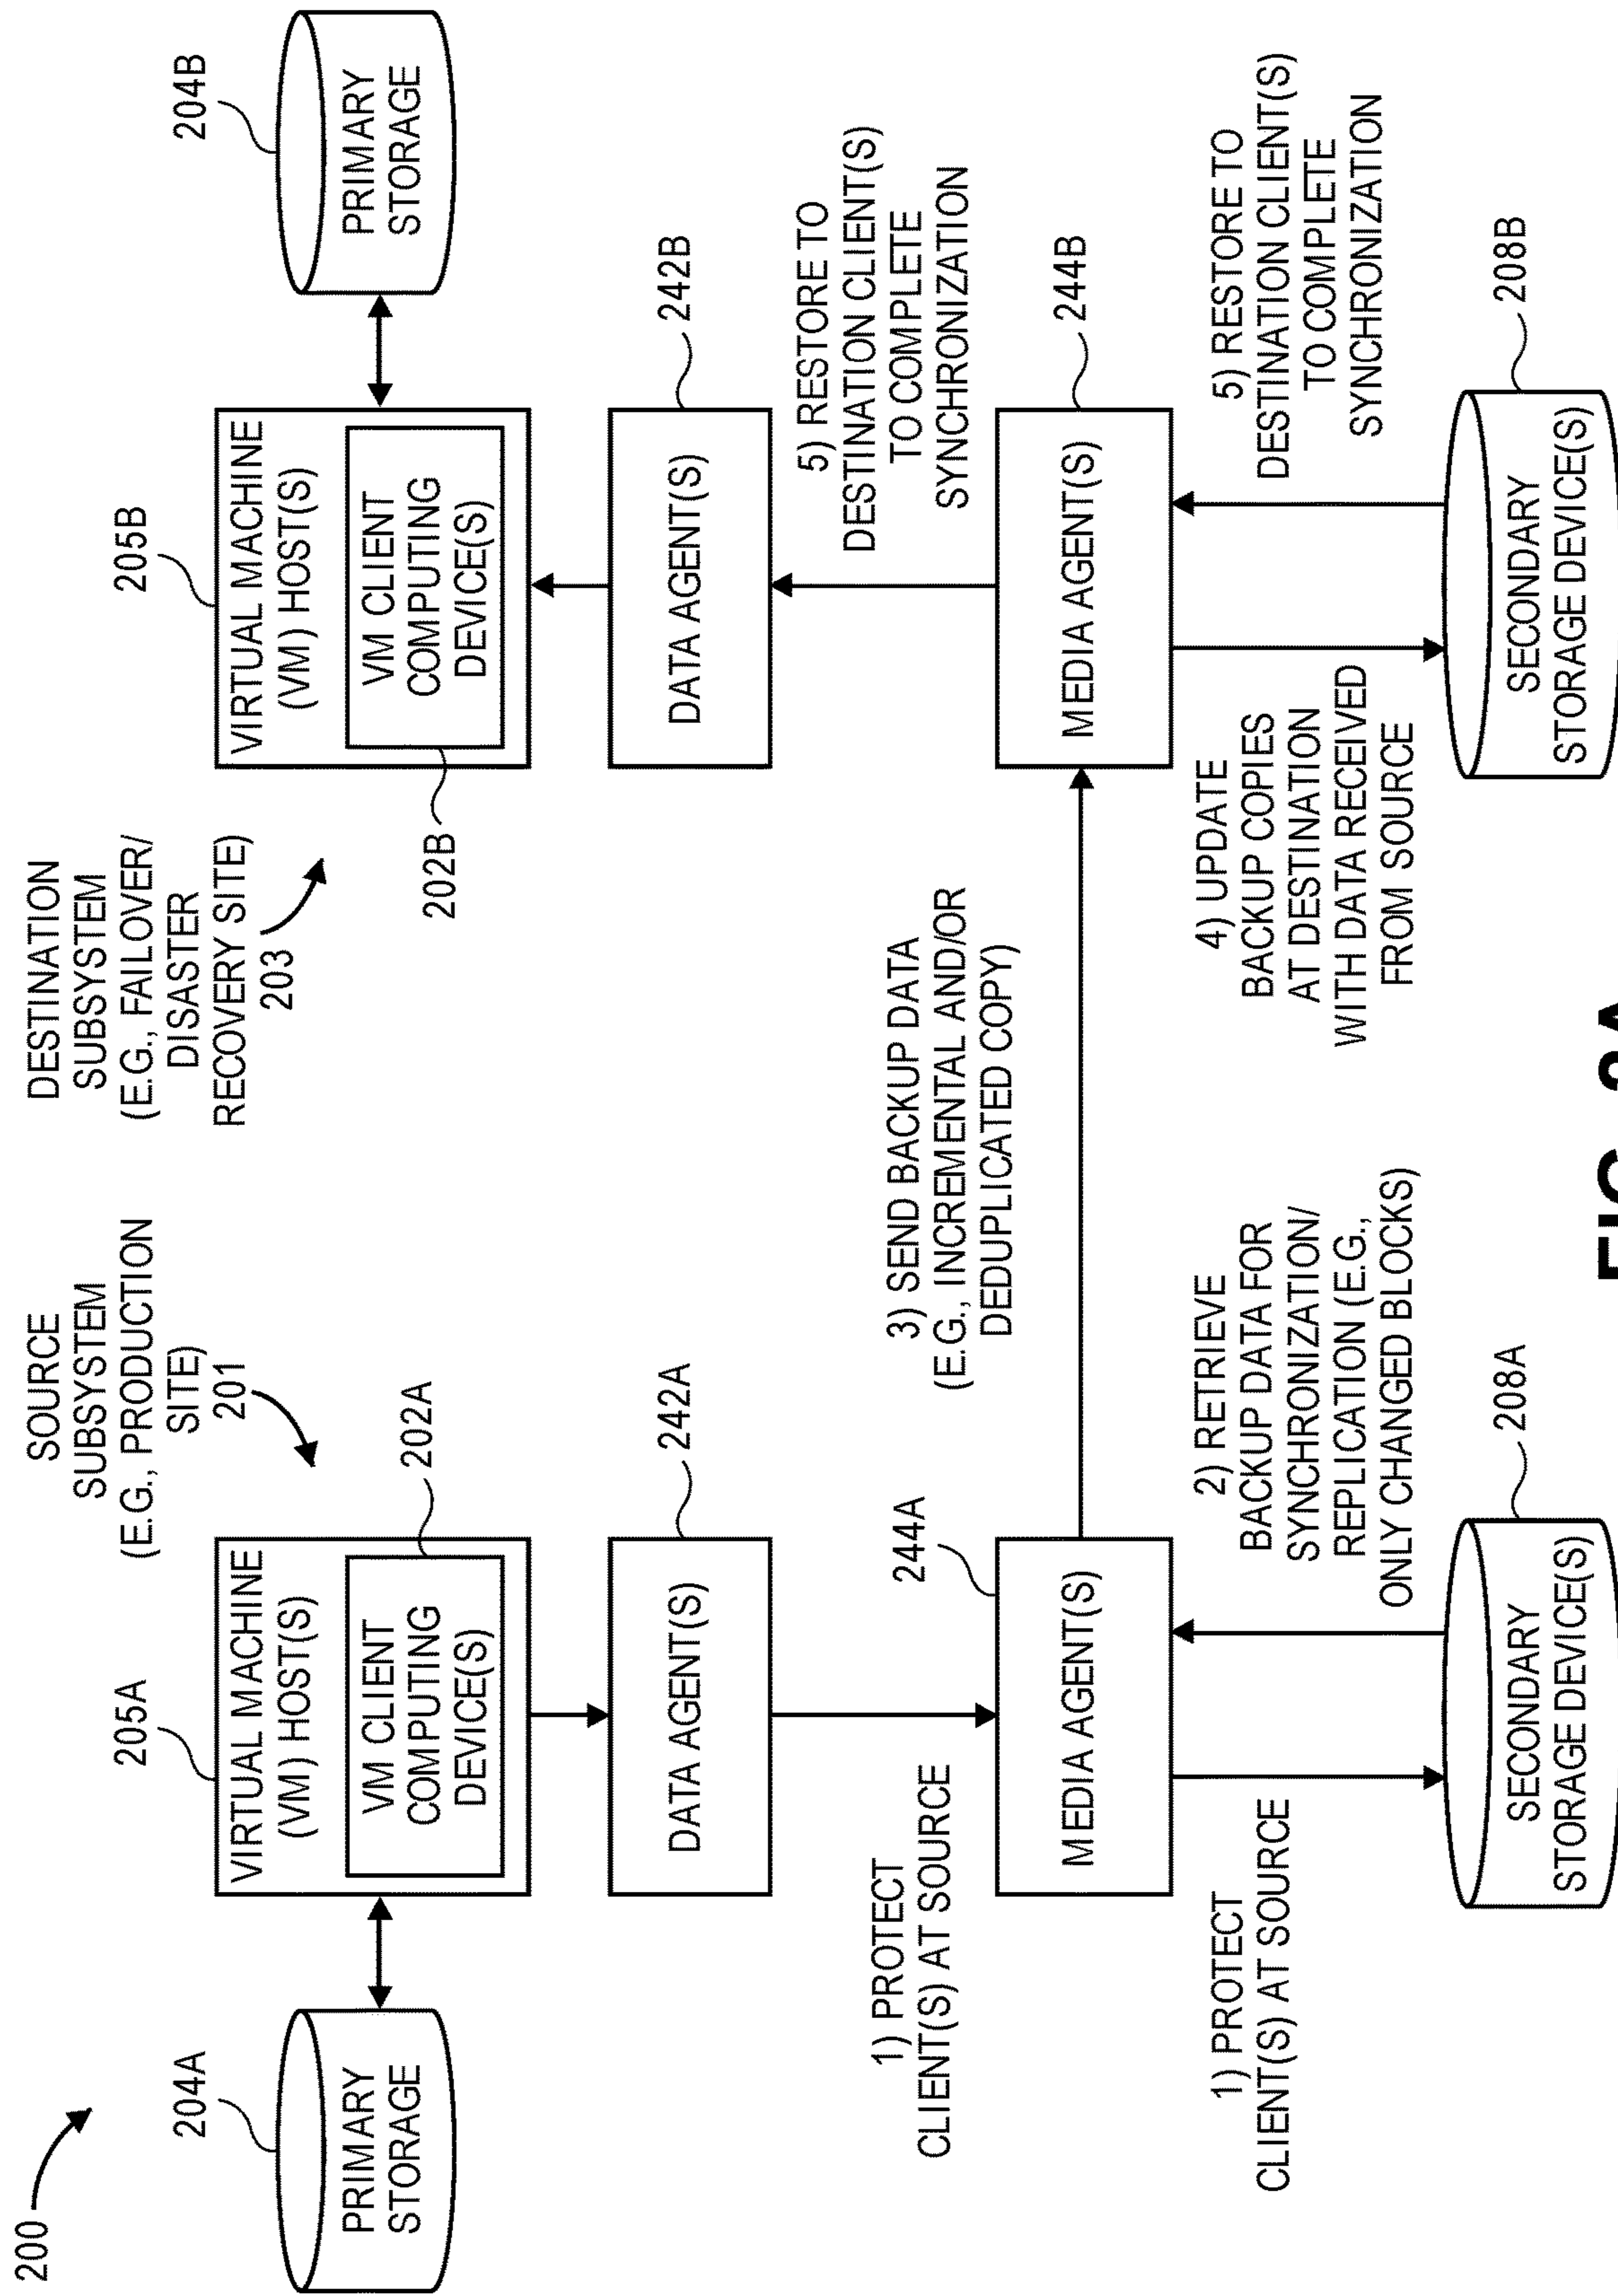 200
SOURCE
SUBSYSTEM
(E.G., PRODUCTION
SITE)
201
DESTINATION
SUBSYSTEM
(E.G., FAILOVER/
DISASTER
RECOVERY SITE)
203
204A
PRIMARY
STORAGE
205A
VIRTUAL MACHINE
(VM) HOST(S)
VM CLIENT
COMPUTING
DEVICE(S)
202A
205B
VIRTUAL MACHINE
(VM) HOST(S)
VM CLIENT
COMPUTING
DEVICE(S)
202B
204B
PRIMARY
STORAGE
DATA AGENT(S)
242A
DATA AGENT(S)
242B
1) PROTECT
CLIENT(S) AT SOURCE
3) SEND BACKUP DATA
(E.G., INCREMENTAL AND/OR
DEDUPLICATED COPY)
5) RESTORE TO
DESTINATION CLIENT(S)
TO COMPLETE
SYNCHRONIZATION
244A
MEDIA AGENT(S)
MEDIA AGENT(S)
244B
1) PROTECT
CLIENT(S) AT SOURCE
2) RETRIEVE
BACKUP DATA FOR
SYNCHRONIZATION/
REPLICATION (E.G.,
ONLY CHANGED BLOCKS)
4) UPDATE
BACKUP COPIES
AT DESTINATION
WITH DATA RECEIVED
FROM SOURCE
5) RESTORE TO
DESTINATION CLIENT(S)
TO COMPLETE
SYNCHRONIZATION
SECONDARY
STORAGE DEVICE(S)
208A
SECONDARY
STORAGE DEVICE(S)
208B